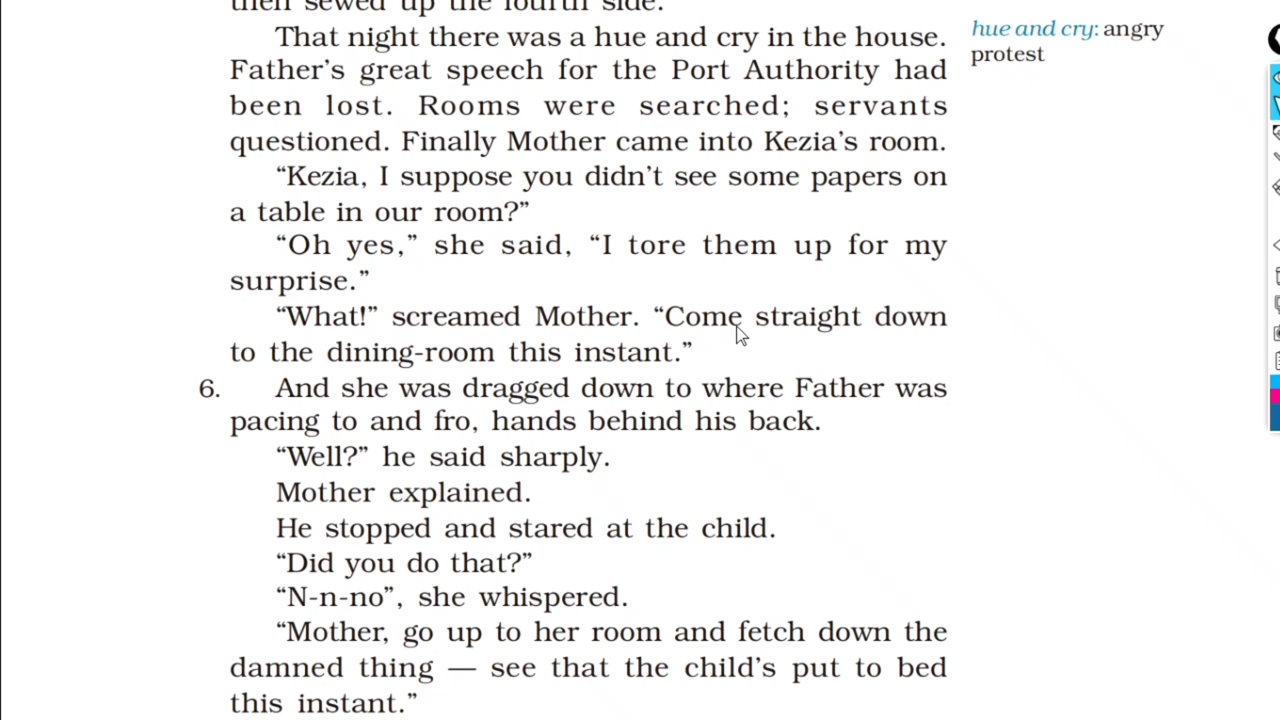 then sewed up the fourth side.
That night there was a hue and cry in the house.
Father’s great speech for the Port Authority had
been lost. Rooms were searched; servants
questioned. Finally Mother came into Kezia’s room.
“Kezia, I suppose you didn’t see some papers on
a table in our room?”
“Oh yes,” she said, “I tore them up for my
surprise.”
“What!” screamed Mother. “Come straight down
to the dining-room this instant.”
6. And she was dragged down to where Father was
pacing to and fro, hands behind his back.
“Well?” he said sharply.
Mother explained.
He stopped and stared at the child.
“Did you do that?”
“N-n-no”, she whispered.
“Mother, go up to her room and fetch down the
damned thing — see that the child’s put to bed
this instant.”
hue and cry: angry
protest